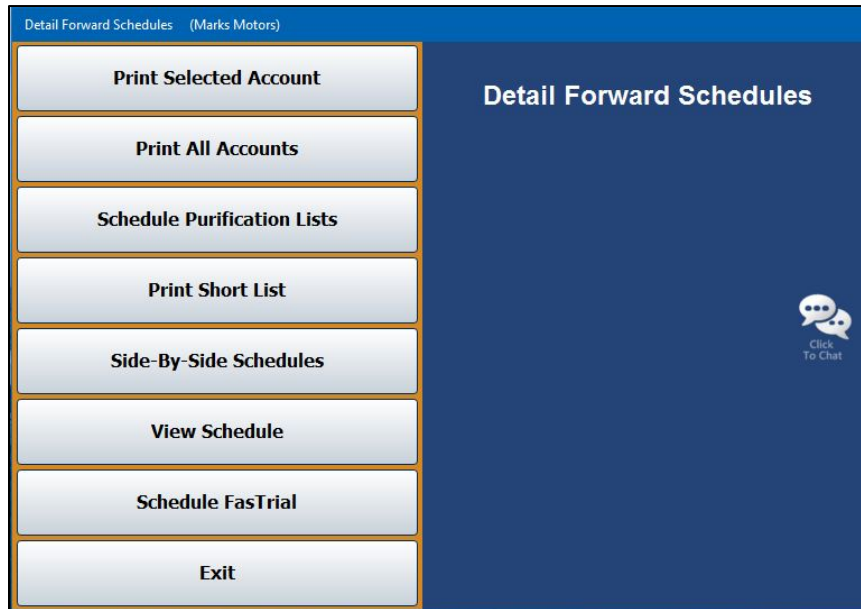 Detail Forward Schedules (Marks Motors)
Print Selected Account
Print All Accounts
Schedule Purification Lists
Print Short List
Side-By-Side Schedules
View Schedule
Schedule FasTrial
Exit
Detail Forward Schedules
Click
To Chat